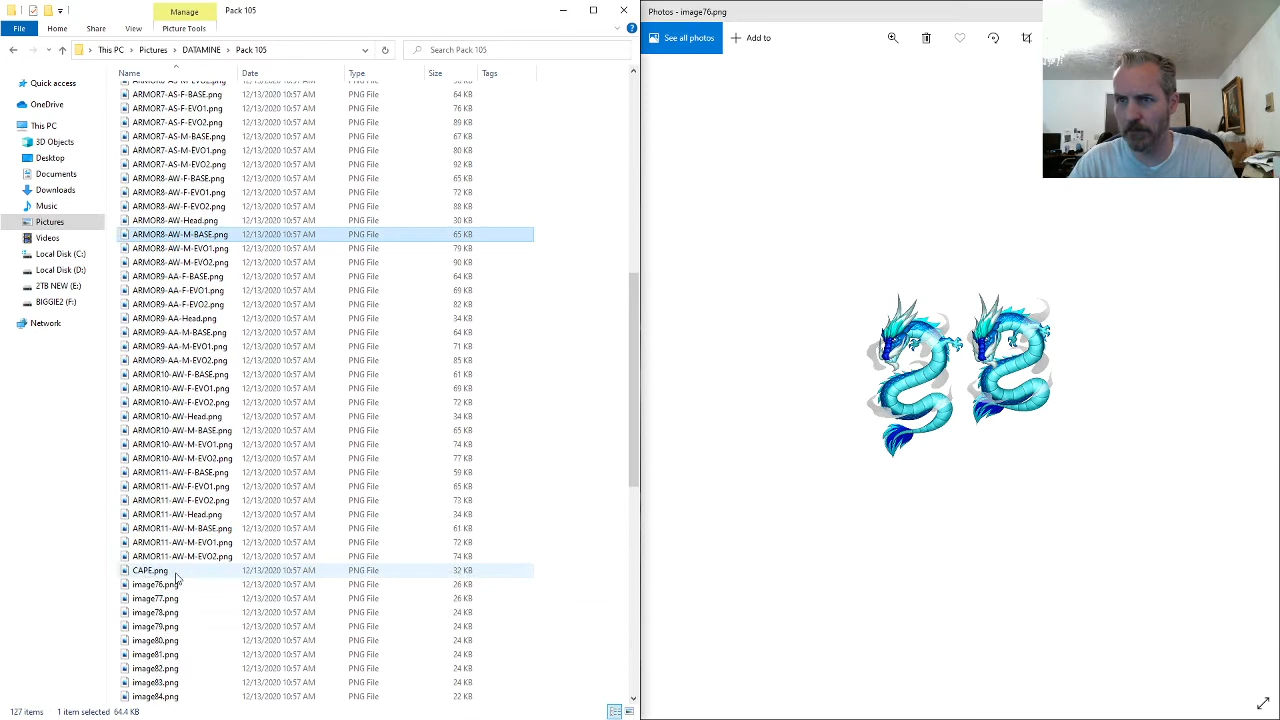 Manage
Pack 105
File
Home
Share
View
Picture Tools
This PC
Pictures
DATAMINE
Pack 105
Search Pack 105
Name
Date
Type
Size
Tags
Quick access
OneDrive
This PC
3D Objects
Desktop
Documents
Downloads
Music
Pictures
Videos
Local Disk (C:)
Local Disk (D:)
2TB NEW (E:)
BIGGIE2 (F:)
Network
ARMOR7-AS-F-BASE.png 12/13/2020 10:57 AM PNG File 64 KB
ARMOR7-AS-F-EVO1.png 12/13/2020 10:57 AM PNG File 76 KB
ARMOR7-AS-F-EVO2.png 12/13/2020 10:57 AM PNG File 89 KB
ARMOR7-AS-M-BASE.png 12/13/2020 10:57 AM PNG File 67 KB
ARMOR7-AS-M-EVO1.png 12/13/2020 10:57 AM PNG File 80 KB
ARMOR7-AS-M-EVO2.png 12/13/2020 10:57 AM PNG File 92 KB
ARMOR8-AW-F-BASE.png 12/13/2020 10:57 AM PNG File 65 KB
ARMOR8-AW-F-EVO1.png 12/13/2020 10:57 AM PNG File 72 KB
ARMOR8-AW-F-EVO2.png 12/13/2020 10:57 AM PNG File 88 KB
ARMOR8-AW-Head.png 12/13/2020 10:57 AM PNG File 30 KB
ARMOR8-AW-M-BASE.png 12/13/2020 10:57 AM PNG File 65 KB
ARMOR8-AW-M-EVO1.png 12/13/2020 10:57 AM PNG File 79 KB
ARMOR8-AW-M-EVO2.png 12/13/2020 10:57 AM PNG File 90 KB
ARMOR9-AA-F-BASE.png 12/13/2020 10:57 AM PNG File 64 KB
ARMOR9-AA-F-EVO1.png 12/13/2020 10:57 AM PNG File 69 KB
ARMOR9-AA-F-EVO2.png 12/13/2020 10:57 AM PNG File 82 KB
ARMOR9-AA-Head.png 12/13/2020 10:57 AM PNG File 34 KB
ARMOR9-AA-M-BASE.png 12/13/2020 10:57 AM PNG File 64 KB
ARMOR9-AA-M-EVO1.png 12/13/2020 10:57 AM PNG File 71 KB
ARMOR9-AA-M-EVO2.png 12/13/2020 10:57 AM PNG File 85 KB
ARMOR10-AW-F-BASE.png 12/13/2020 10:57 AM PNG File 61 KB
ARMOR10-AW-F-EVO1.png 12/13/2020 10:57 AM PNG File 69 KB
ARMOR10-AW-F-EVO2.png 12/13/2020 10:57 AM PNG File 72 KB
ARMOR10-AW-Head.png 12/13/2020 10:57 AM PNG File 34 KB
ARMOR10-AW-M-BASE.png 12/13/2020 10:57 AM PNG File 65 KB
ARMOR10-AW-M-EVO1.png 12/13/2020 10:57 AM PNG File 74 KB
ARMOR10-AW-M-EVO2.png 12/13/2020 10:57 AM PNG File 77 KB
ARMOR11-AW-F-BASE.png 12/13/2020 10:57 AM PNG File 59 KB
ARMOR11-AW-F-EVO1.png 12/13/2020 10:57 AM PNG File 65 KB
ARMOR11-AW-F-EVO2.png 12/13/2020 10:57 AM PNG File 73 KB
ARMOR11-AW-Head.png 12/13/2020 10:57 AM PNG File 34 KB
ARMOR11-AW-M-BASE.png 12/13/2020 10:57 AM PNG File 61 KB
ARMOR11-AW-M-EVO1.png 12/13/2020 10:57 AM PNG File 72 KB
ARMOR11-AW-M-EVO2.png 12/13/2020 10:57 AM PNG File 74 KB
CAPE.png 12/13/2020 10:57 AM PNG File 32 KB
image76.png 12/13/2020 10:57 AM PNG File 26 KB
image77.png 12/13/2020 10:57 AM PNG File 26 KB
image78.png 12/13/2020 10:57 AM PNG File 24 KB
image79.png 12/13/2020 10:57 AM PNG File 24 KB
image80.png 12/13/2020 10:57 AM PNG File 24 KB
image81.png 12/13/2020 10:57 AM PNG File 24 KB
image82.png 12/13/2020 10:57 AM PNG File 24 KB
image83.png 12/13/2020 10:57 AM PNG File 24 KB
image84.png 12/13/2020 10:57 AM PNG File 22 KB
127 items
1 item selected 64.4 KB
Photos - image76.png
See all photos
Add to